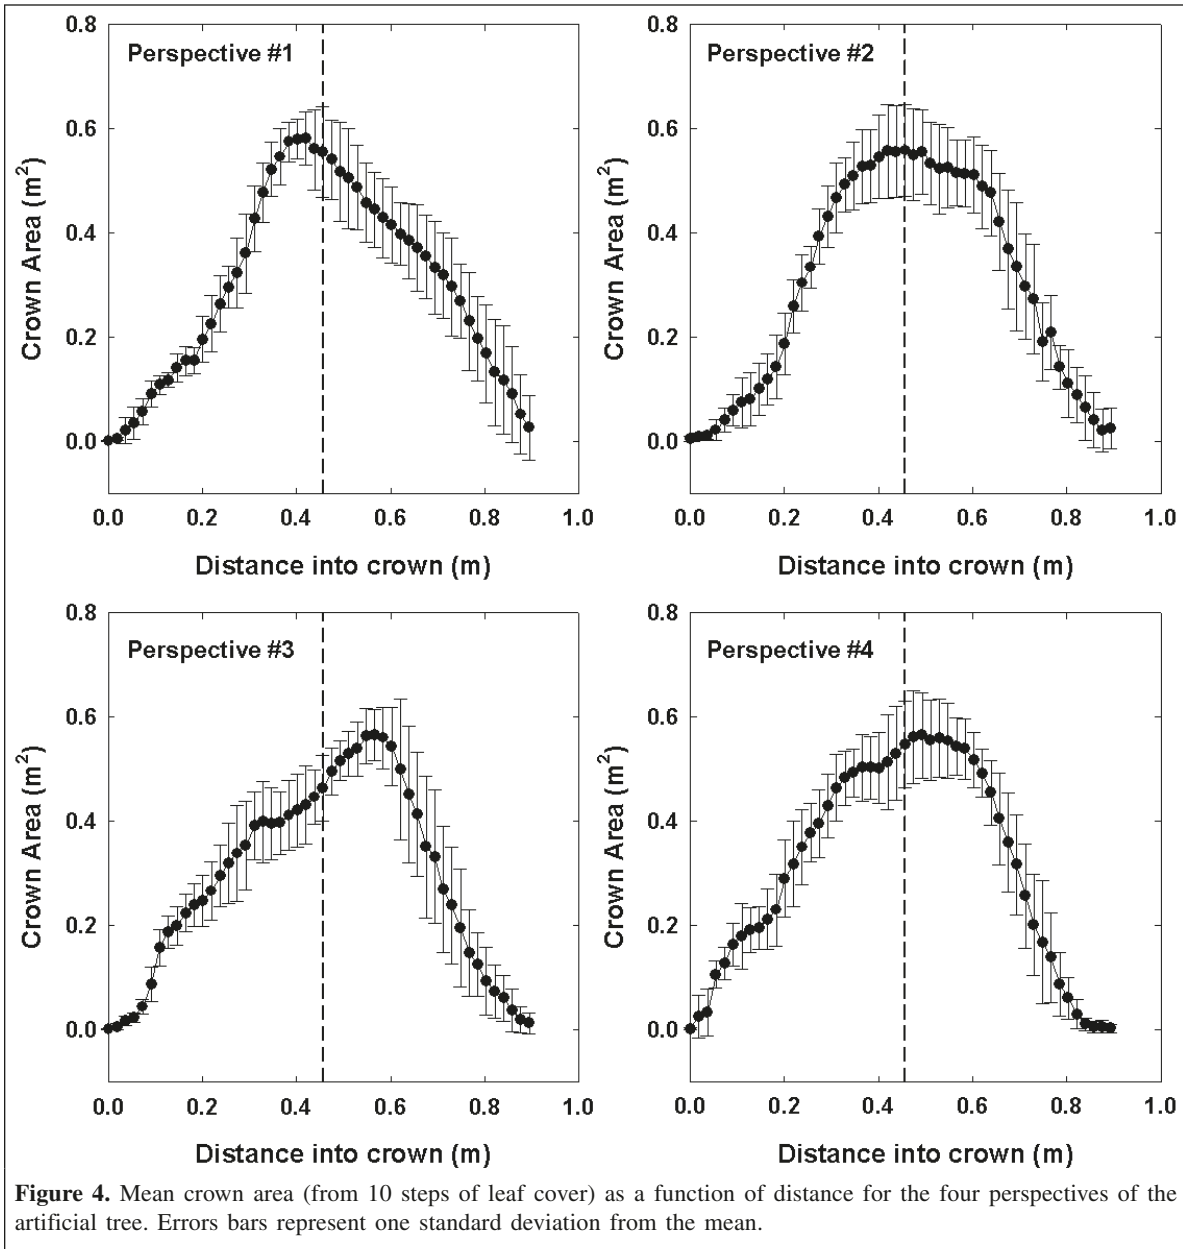 0.8
Perspective #1
0.6
0.4
0.2
0.0
Crown Area (m²)
0.0 0.2 0.4 0.6 0.8 1.0
Distance into crown (m)
0.8
Perspective #2
0.6
0.4
0.2
0.0
Crown Area (m²)
0.0 0.2 0.4 0.6 0.8 1.0
Distance into crown (m)
0.8
Perspective #3
0.6
0.4
0.2
0.0
Crown Area (m²)
0.0 0.2 0.4 0.6 0.8 1.0
Distance into crown (m)
0.8
Perspective #4
0.6
0.4
0.2
0.0
Crown Area (m²)
0.0 0.2 0.4 0.6 0.8 1.0
Distance into crown (m)
Figure 4. Mean crown area (from 10 steps of leaf cover) as a function of distance for the four perspectives of the
artificial tree. Errors bars represent one standard deviation from the mean.